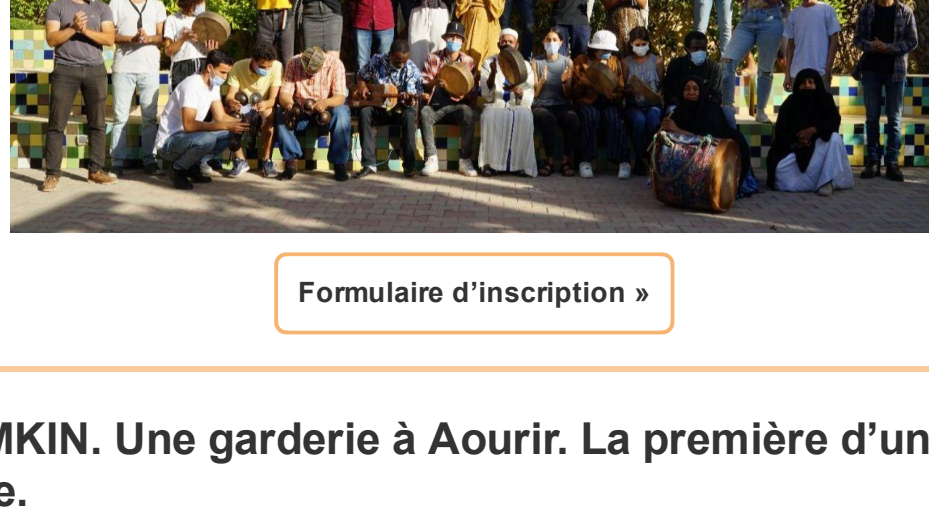 Formulaire d’inscription »
MKIN. Une garderie à Aourir. La première d’un
e.